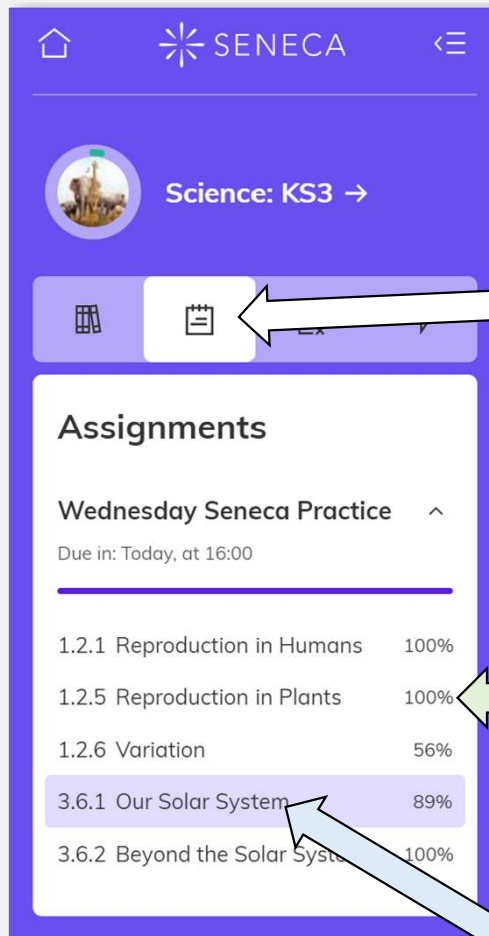 SENECA
Science: KS3 →
Assignments
Wednesday Seneca Practice
Due in: Today, at 16:00
1.2.1 Reproduction in Humans 100%
1.2.5 Reproduction in Plants 100%
1.2.6 Variation 56%
3.6.1 Our Solar System 89%
3.6.2 Beyond the Solar 100%